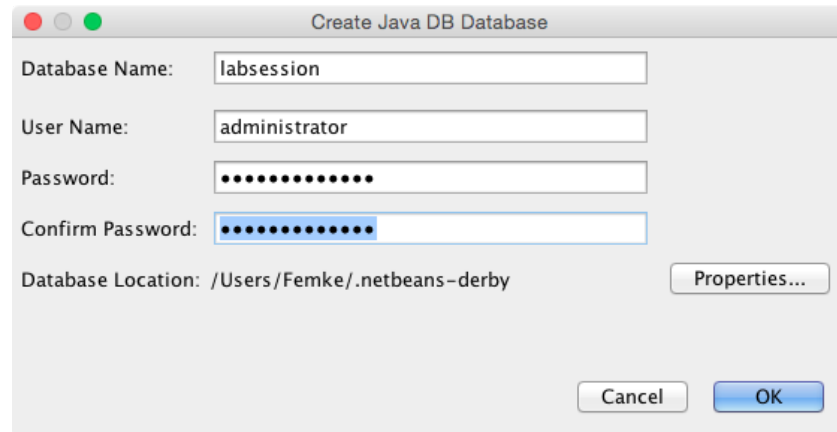 Create Java DB Database
Database Name: labsession
User Name: administrator
Password: •••••••••••••
Confirm Password: •••••••••••••
Database Location: /Users/Femke/.netbeans-derby Properties...
Cancel OK